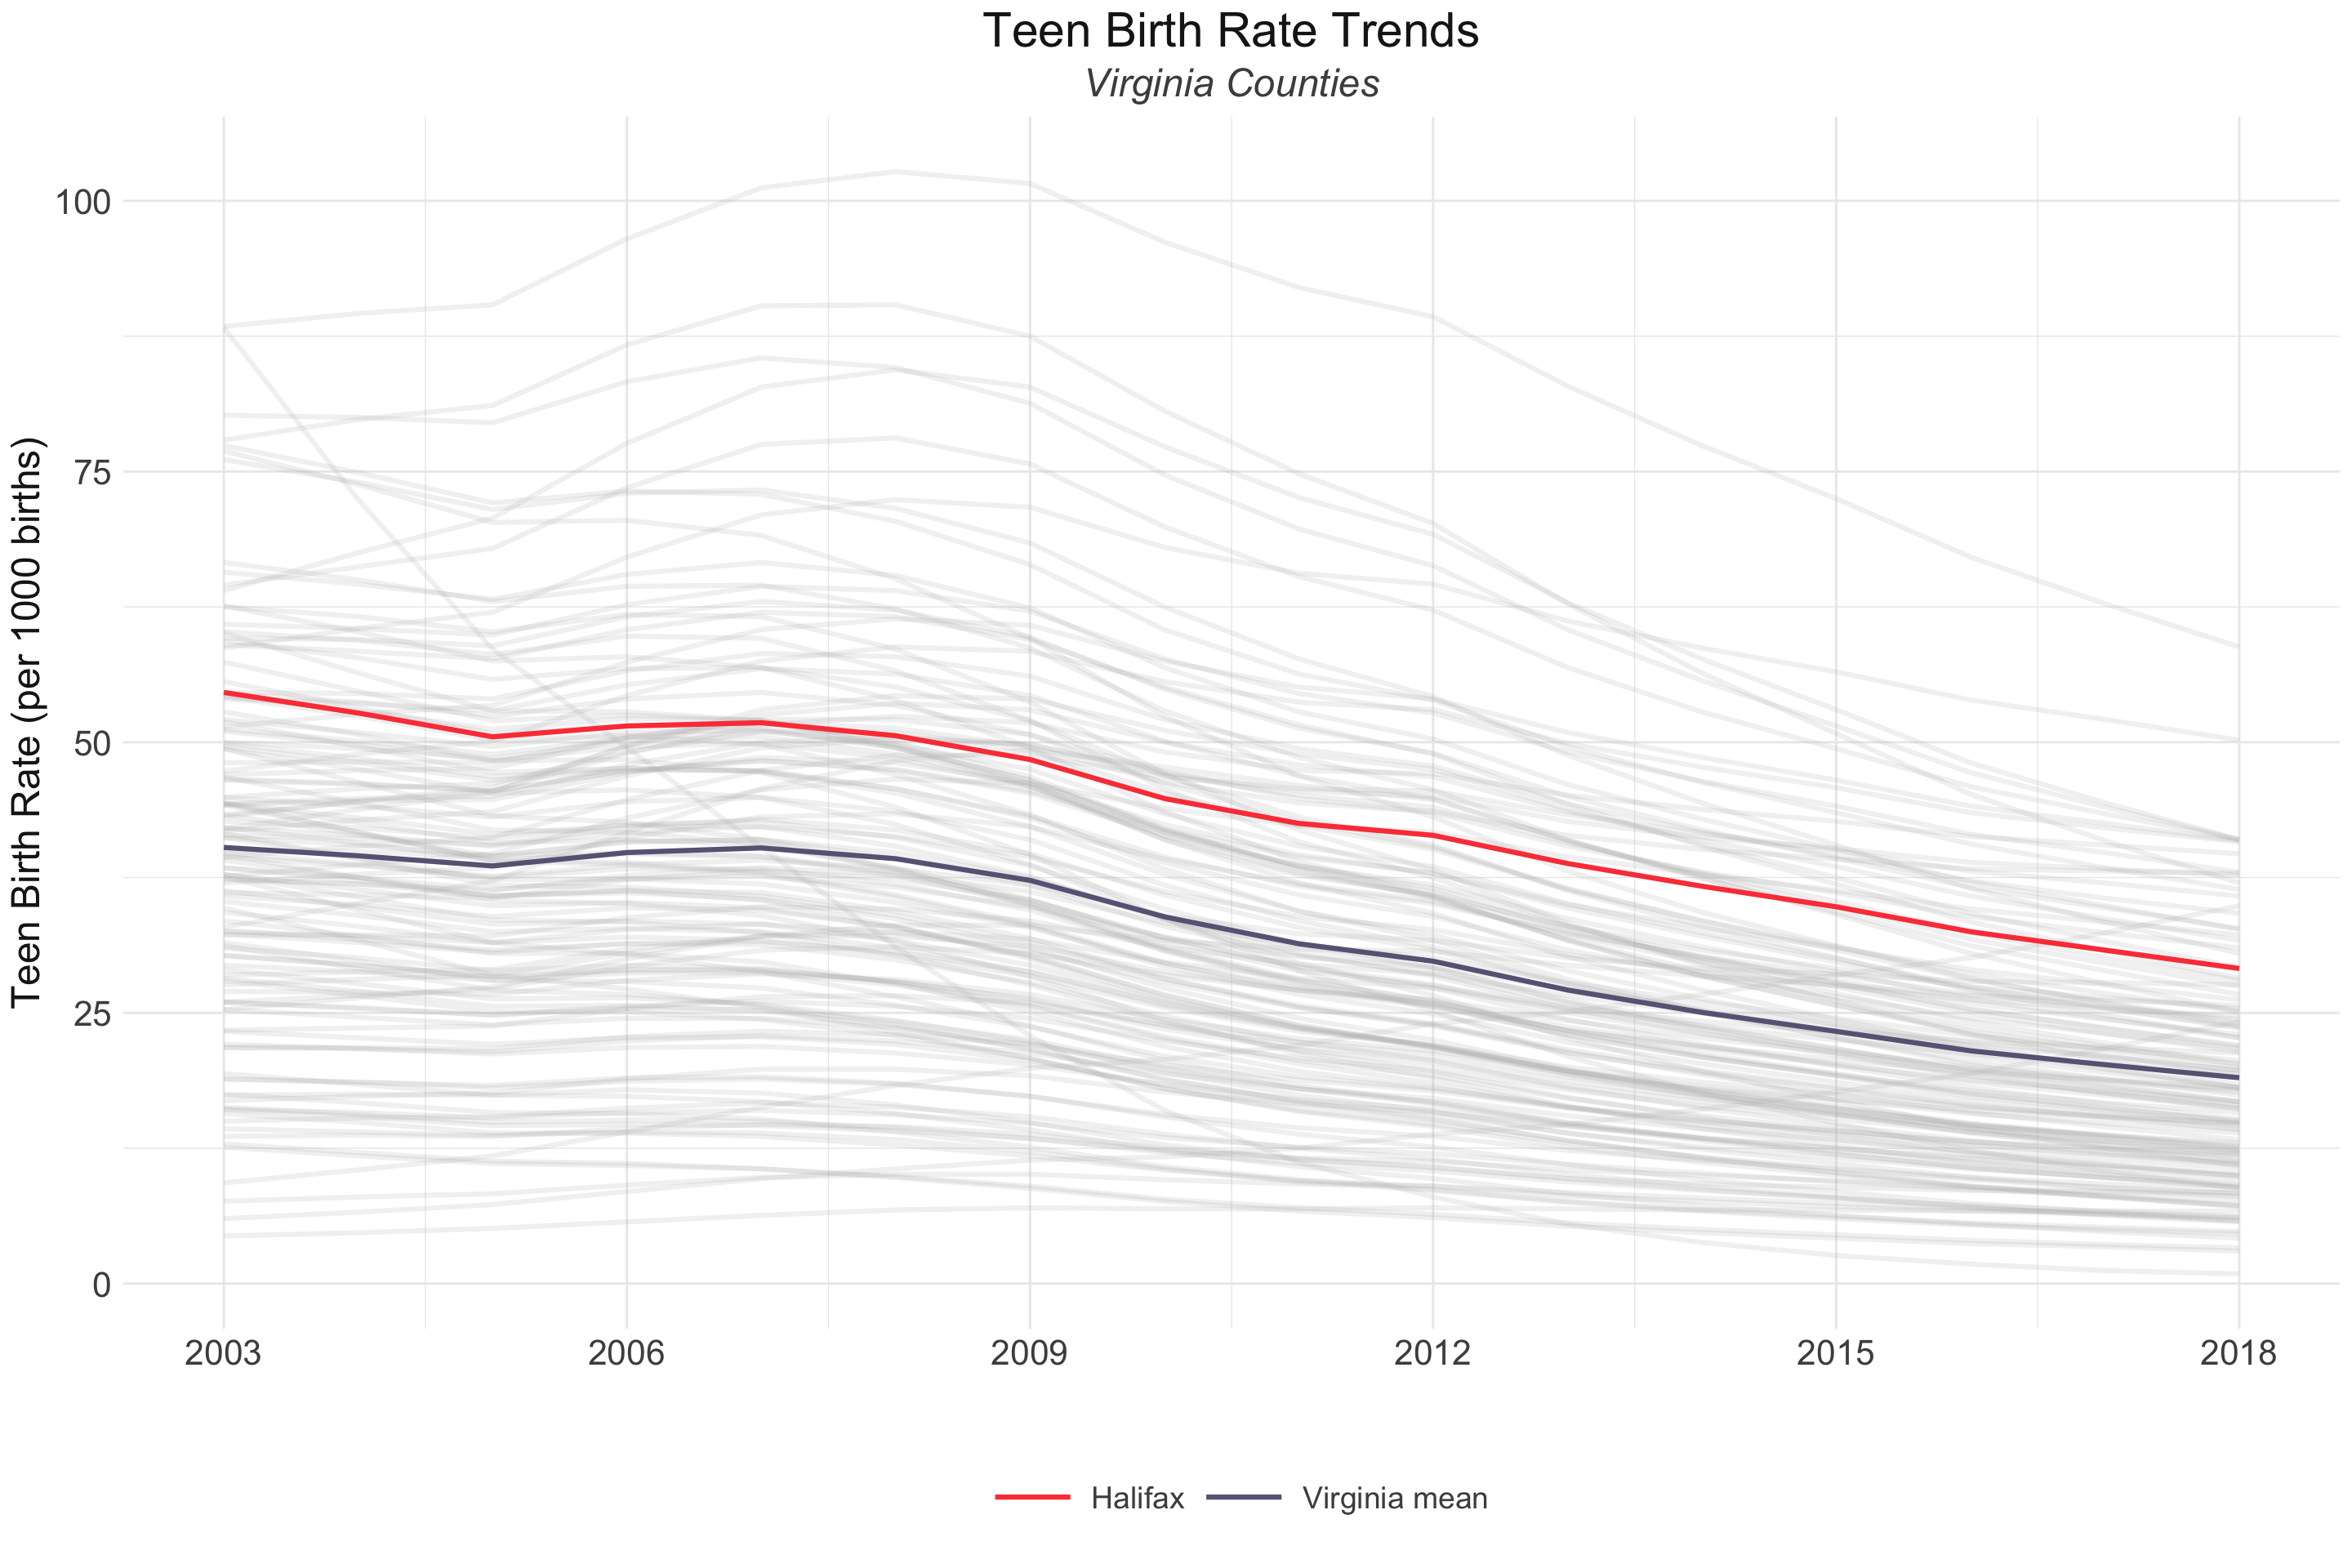 Teen Birth Rate Trends
Virginia Counties
Teen Birth Rate (per 1000 births)
100
75
50
25
0
2003 2006 2009 2012 2015 2018
Halifax Virginia mean